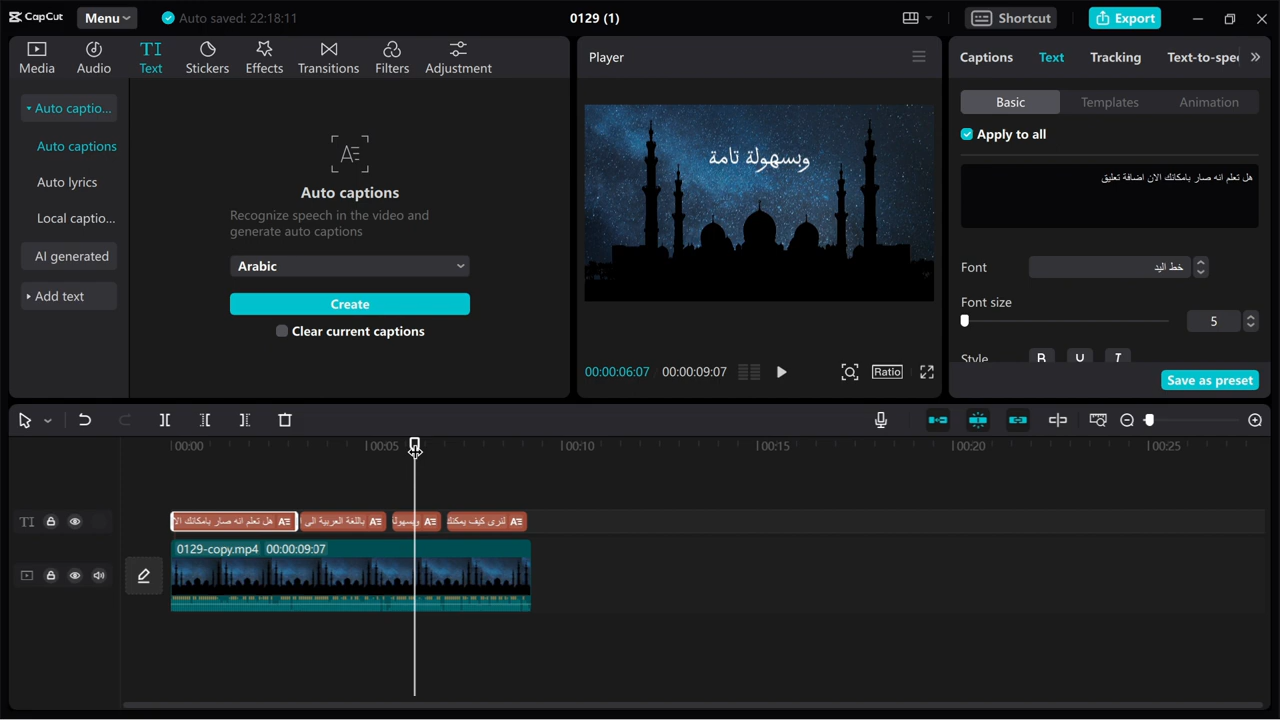 CapCut
Menu
Auto saved: 22:18:11
0129 (1)
Shortcut
Export
Media
Audio
TI
Text
Stickers
Effects
Transitions
Filters
Adjustment
Auto captio...
Auto captions
Auto lyrics
Local captio...
AI generated
Add text
Auto captions
Recognize speech in the video and
generate auto captions
Arabic
Create
Clear current captions
Player
وبسهولة تامة
00:00:06:07
00:00:09:07
Ratio
Captions
Text
Tracking
Text-to-spee
Basic
Templates
Animation
Apply to all
هل تعلم انه صار بامكانك الان اضافة تعليق
Font
خط اليد
Font size
5
Style
B
U
I
Save as preset
00:00
00:05
00:10
00:15
00:20
00:25
TI
هل تعلم انه صار بامكانك الا
باللغة العربية الى
وبسهولة
لنرى كيف يمكنك
0129-copy.mp4 00:00:09:07